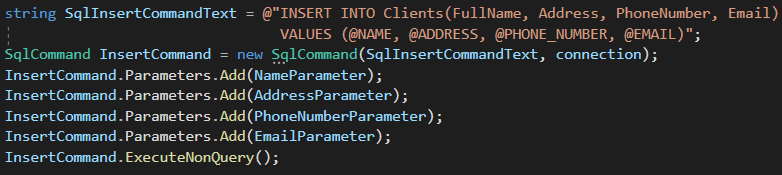 string SqlInsertCommandText = @"INSERT INTO Clients(FullName, Address, PhoneNumber, Email)
VALUES (@NAME, @ADDRESS, @PHONE_NUMBER, @EMAIL)";
SqlCommand InsertCommand = new SqlCommand(SqlInsertCommandText, connection);
InsertCommand.Parameters.Add(NameParameter);
InsertCommand.Parameters.Add(AddressParameter);
InsertCommand.Parameters.Add(PhoneNumberParameter);
InsertCommand.Parameters.Add(EmailParameter);
InsertCommand.ExecuteNonQuery();